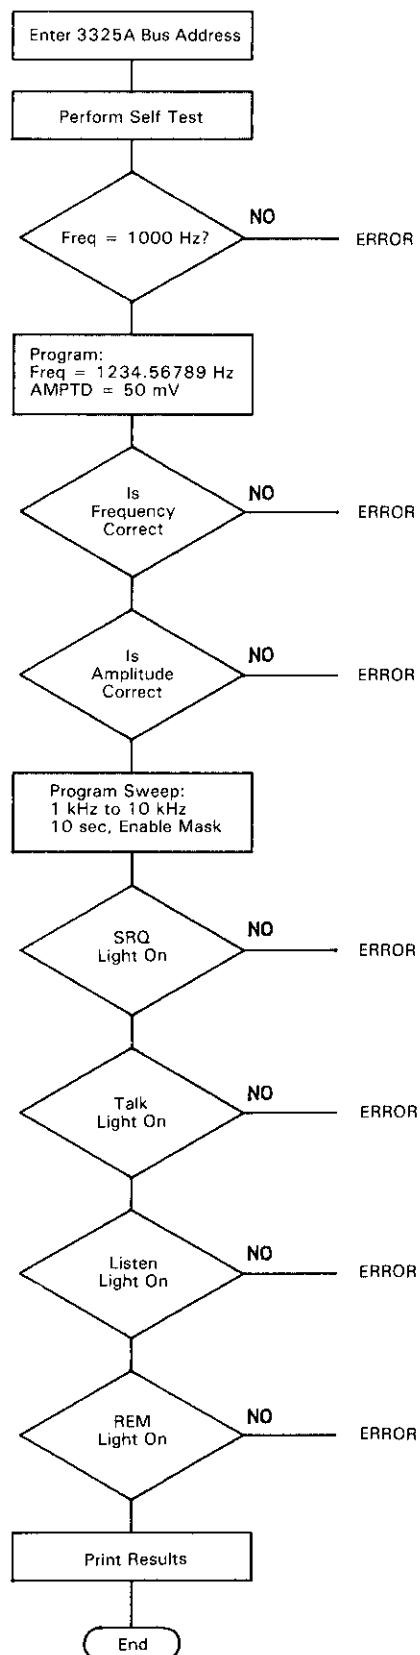 Enter 3325A Bus Address
Perform Self Test
Freq = 1000 Hz?
NO
ERROR
Program:
Freq = 1234.56789 Hz
AMPTD = 50 mV
Is
Frequency
Correct
NO
ERROR
Is
Amplitude
Correct
NO
ERROR
Program Sweep:
1 kHz to 10 kHz
10 sec, Enable Mask
SRQ
Light On
NO
ERROR
Talk
Light On
NO
ERROR
Listen
Light On
NO
ERROR
REM
Light On
NO
ERROR
Print Results
End